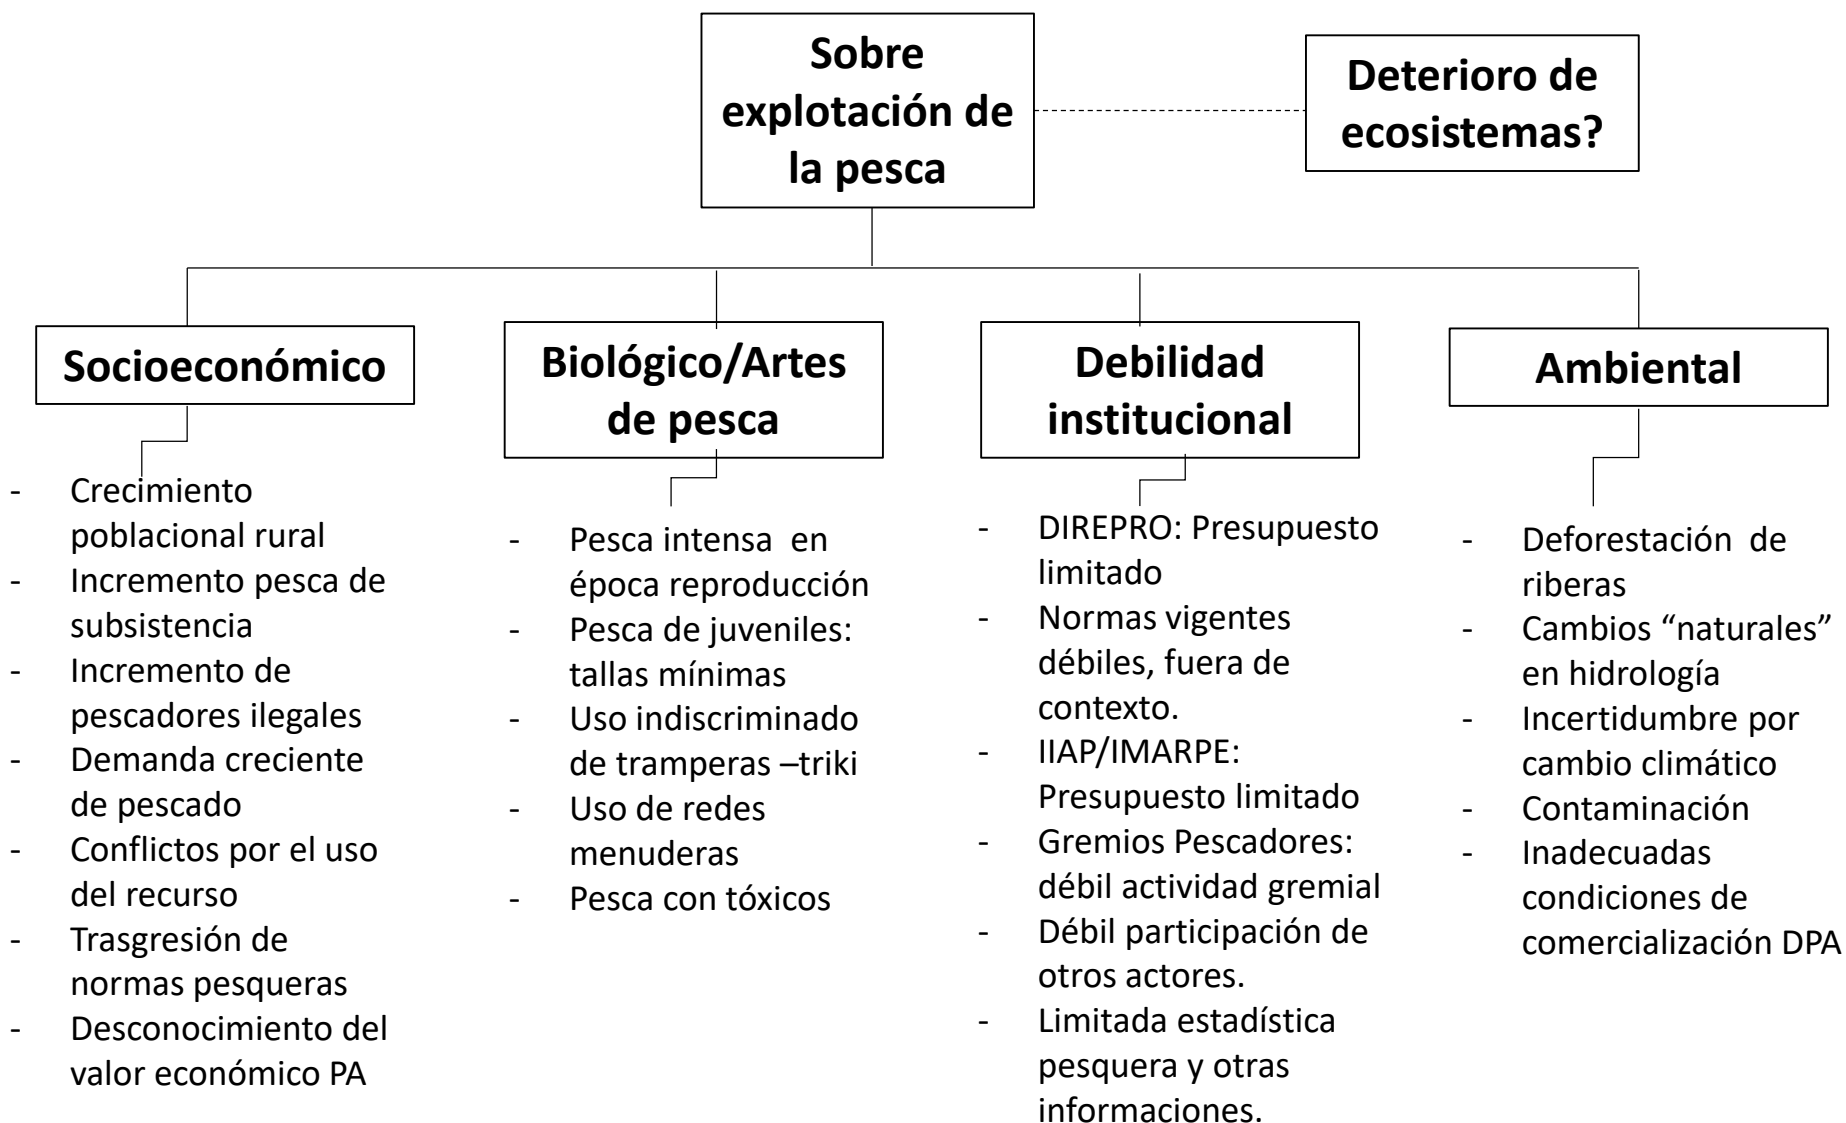 Sobre
explotación de
la pesca
Deterioro de
ecosistemas?
Socioeconómico
- Crecimiento
poblacional rural
- Incremento pesca de
subsistencia
- Incremento de
pescadores ilegales
- Demanda creciente
de pescado
- Conflictos por el uso
del recurso
- Trasgresión de
normas pesqueras
- Desconocimiento del
valor económico PA
Biológico/Artes
de pesca
- Pesca intensa en
época reproducción
- Pesca de juveniles:
tallas mínimas
- Uso indiscriminado
de tramperas –triki
- Uso de redes
menuderas
- Pesca con tóxicos
Debilidad
institucional
- DIREPRO: Presupuesto
limitado
- Normas vigentes
débiles, fuera de
contexto.
- IIAP/IMARPE:
Presupuesto limitado
- Gremios Pescadores:
débil actividad gremial
- Débil participación de
otros actores.
- Limitada estadística
pesquera y otras
informaciones.
Ambiental
- Deforestación de
riberas
- Cambios “naturales”
en hidrología
- Incertidumbre por
cambio climático
- Contaminación
- Inadecuadas
condiciones de
comercialización DPA